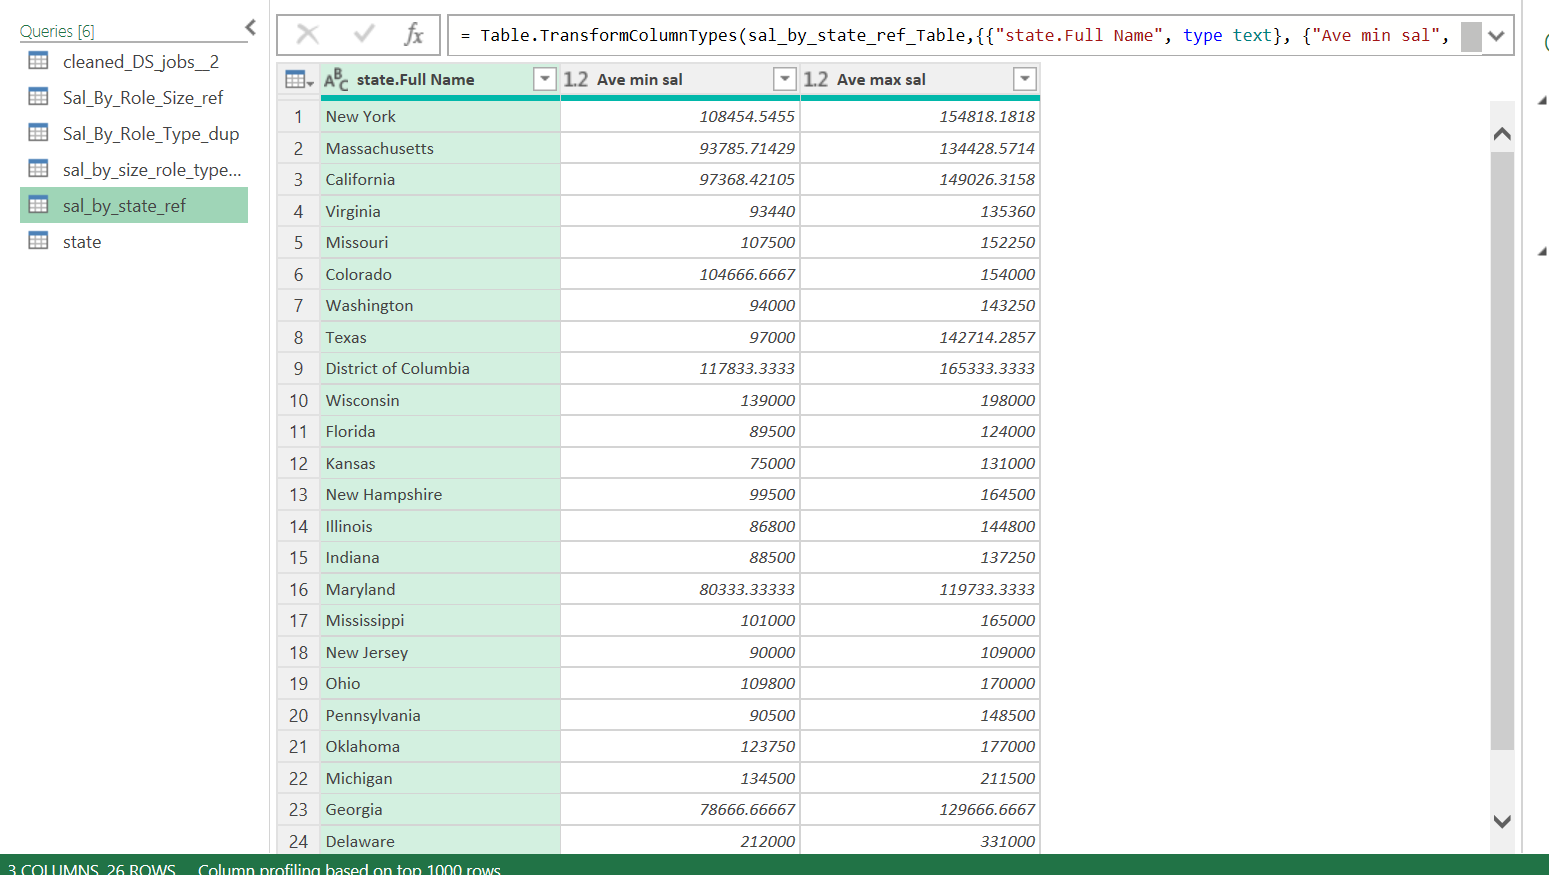 Queries [6]
cleaned_DS_jobs__2
Sal_By_Role_Size_ref
Sal_By_Role_Type_dup
sal_by_size_role_type...
sal_by_state_ref
state
fx
= Table.TransformColumnTypes(sal_by_state_ref_Table,{{"state.Full Name", type text}, {"Ave min sal",
ABC state.Full Name 1.2 Ave min sal 1.2 Ave max sal
1 New York 108454.5455 154818.1818
2 Massachusetts 93785.71429 134428.5714
3 California 97368.42105 149026.3158
4 Virginia 93440 135360
5 Missouri 107500 152250
6 Colorado 104666.6667 154000
7 Washington 94000 143250
8 Texas 97000 142714.2857
9 District of Columbia 117833.3333 165333.3333
10 Wisconsin 139000 198000
11 Florida 89500 124000
12 Kansas 75000 131000
13 New Hampshire 99500 164500
14 Illinois 86800 144800
15 Indiana 88500 137250
16 Maryland 80333.33333 119733.3333
17 Mississippi 101000 165000
18 New Jersey 90000 109000
19 Ohio 109800 170000
20 Pennsylvania 90500 148500
21 Oklahoma 123750 177000
22 Michigan 134500 211500
23 Georgia 78666.66667 129666.6667
24 Delaware 212000 331000
3 COLUMNS, 26 ROWS Column profiling based on top 1000 rows